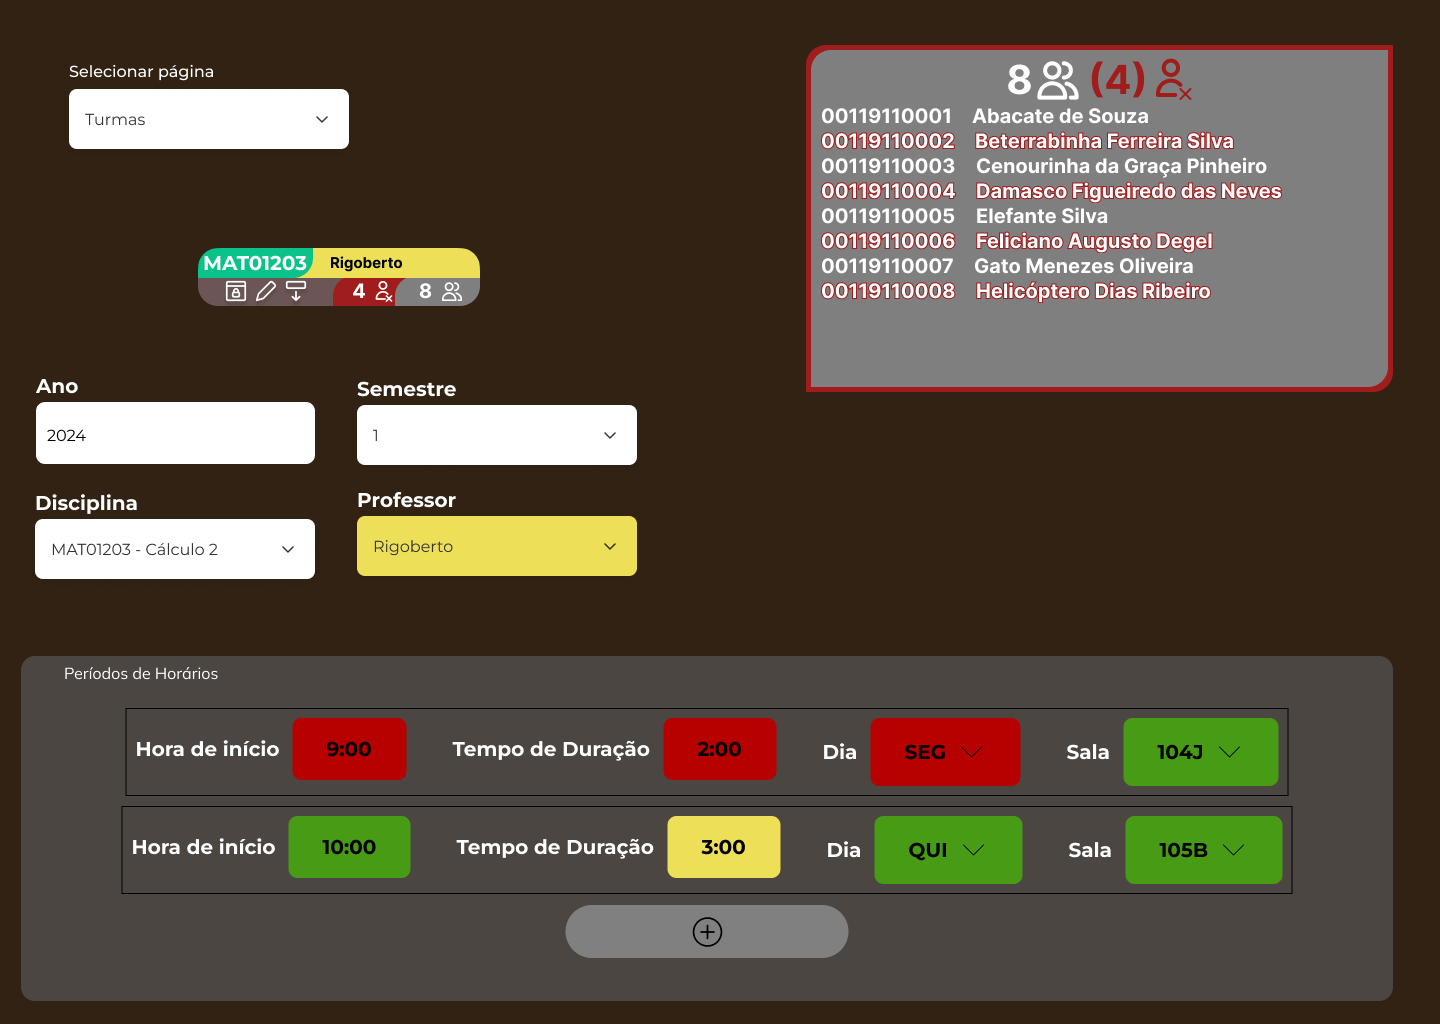 Selecionar página
Turmas
8 (4)
00119110001 Abacate de Souza
00119110002 Beterrabinha Ferreira Silva
00119110003 Cenourinha da Graça Pinheiro
00119110004 Damasco Figueiredo das Neves
00119110005 Elefante Silva
00119110006 Feliciano Augusto Degel
00119110007 Gato Menezes Oliveira
00119110008 Helicóptero Dias Ribeiro
MAT01203 Rigoberto
4 8
Ano
2024
Semestre
1
Disciplina
MAT01203 - Cálculo 2
Professor
Rigoberto
Períodos de Horários
Hora de início 9:00 Tempo de Duração 2:00 Dia SEG Sala 104J
Hora de início 10:00 Tempo de Duração 3:00 Dia QUI Sala 105B